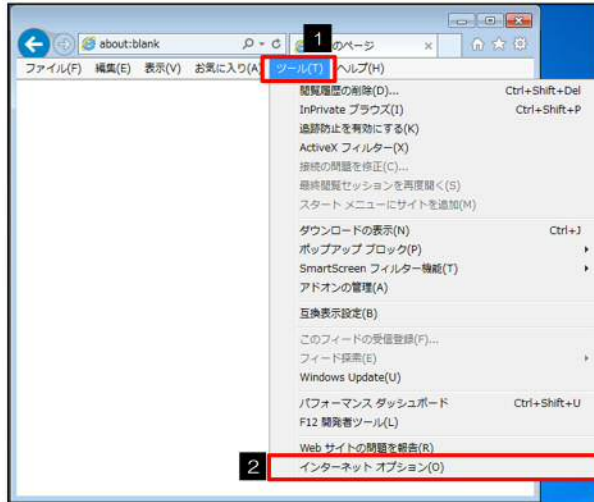 1
about:blank
のページ
ファイル(F) 編集(E) 表示(V) お気に入り(A) ツール(T) ヘルプ(H)
閲覧履歴の削除(D)... Ctrl+Shift+Del
InPrivate ブラウズ(I) Ctrl+Shift+P
追跡防止を有効にする(K)
ActiveX フィルター(X)
接続の問題を修正(C)...
最終閲覧セッションを再度開く(S)
スタート メニューにサイトを追加(M)
ダウンロードの表示(N) Ctrl+J
ポップアップ ブロック(P)
SmartScreen フィルター機能(T)
アドオンの管理(A)
互換表示設定(B)
このフィードの受信登録(F)...
フィード探索(E)
Windows Update(U)
パフォーマンス ダッシュボード Ctrl+Shift+U
F12 開発者ツール(L)
Web サイトの問題を報告(R)
2 インターネット オプション(O)